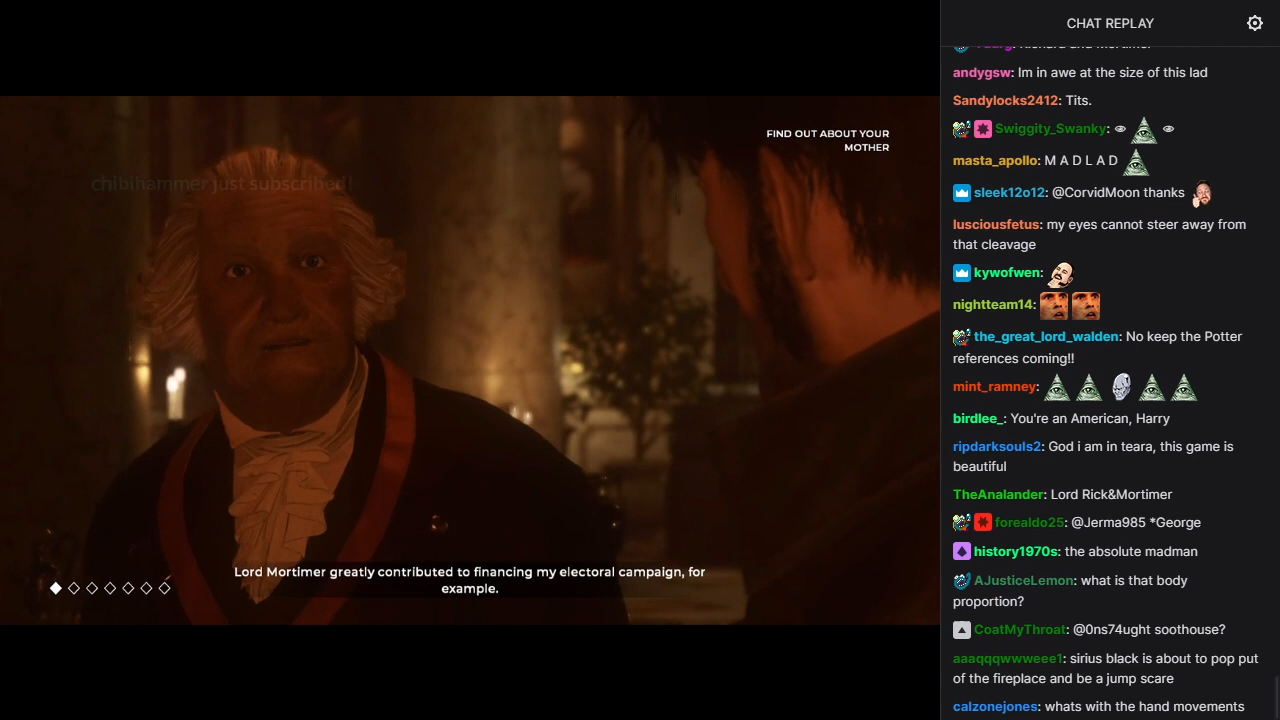 CHAT REPLAY
FIND OUT ABOUT YOUR
MOTHER
chibihammer just subscribed!
Lord Mortimer greatly contributed to financing my electoral campaign, for
example.
andygsw: Im in awe at the size of this lad
Sandylocks2412: Tits.
Swiggity_Swanky:
masta_apollo: M A D L A D
sleek12o12: @CorvidMoon thanks
lusciousfetus: my eyes cannot steer away from
that cleavage
kywofwen:
nightteam14:
the_great_lord_walden: No keep the Potter
references coming!!
mint_ramney:
birdlee_: You're an American, Harry
ripdarksouls2: God i am in teara, this game is
beautiful
TheAnalander: Lord Rick&Mortimer
forealdo25: @Jerma985 *George
history1970s: the absolute madman
AJusticeLemon: what is that body
proportion?
CoatMyThroat: @0ns74ught soothouse?
aaaqqqwwweee1: sirius black is about to pop put
of the fireplace and be a jump scare
calzonejones: whats with the hand movements